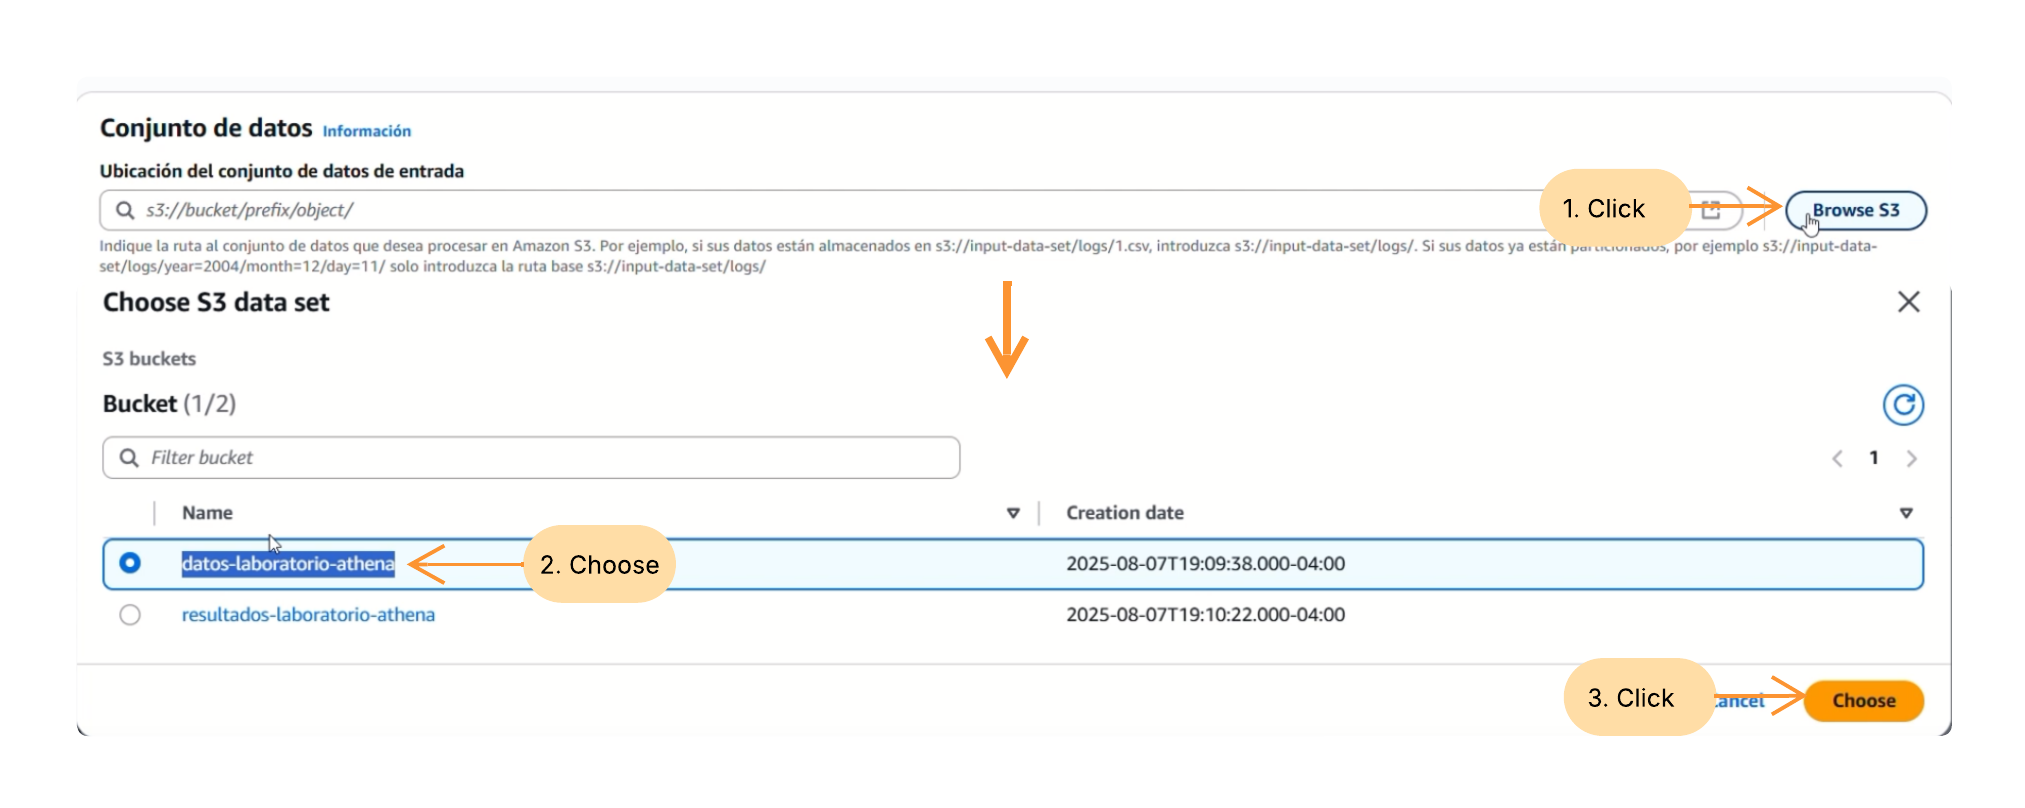 Conjunto de datos Información
Ubicación del conjunto de datos de entrada
s3://bucket/prefix/object/
1. Click
Browse S3
Indique la ruta al conjunto de datos que desea procesar en Amazon S3. Por ejemplo, si sus datos están almacenados en s3://input-data-set/logs/1.csv, introduzca s3://input-data-set/logs/. Si sus datos ya están particionados, por ejemplo s3://input-data-
set/logs/year=2004/month=12/day=11/ solo introduzca la ruta base s3://input-data-set/logs/
Choose S3 data set
S3 buckets
Bucket (1/2)
Filter bucket
1
Name Creation date
datos-laboratorio-athena 2. Choose 2025-08-07T19:09:38.000-04:00
resultados-laboratorio-athena 2025-08-07T19:10:22.000-04:00
3. Click
Cancel
Choose